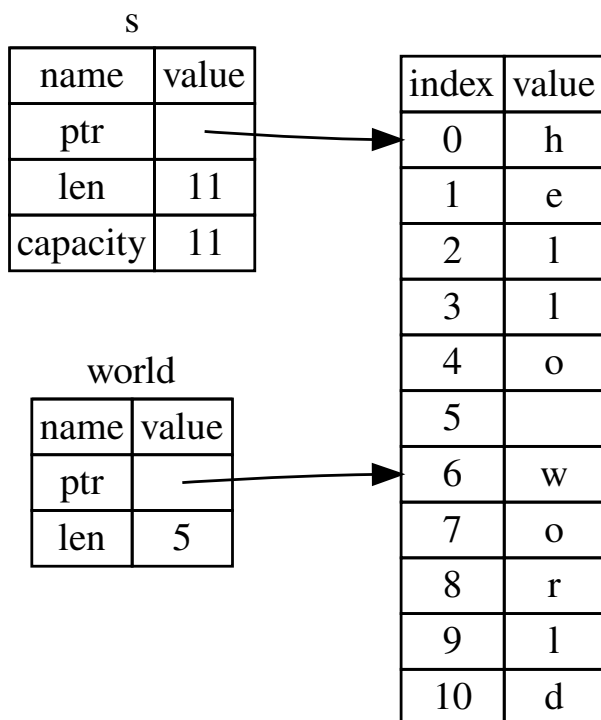 s
name value
ptr
len 11
capacity 11
world
name value
ptr
len 5
index value
0 h
1 e
2 l
3 l
4 o
5
6 w
7 o
8 r
9 l
10 d